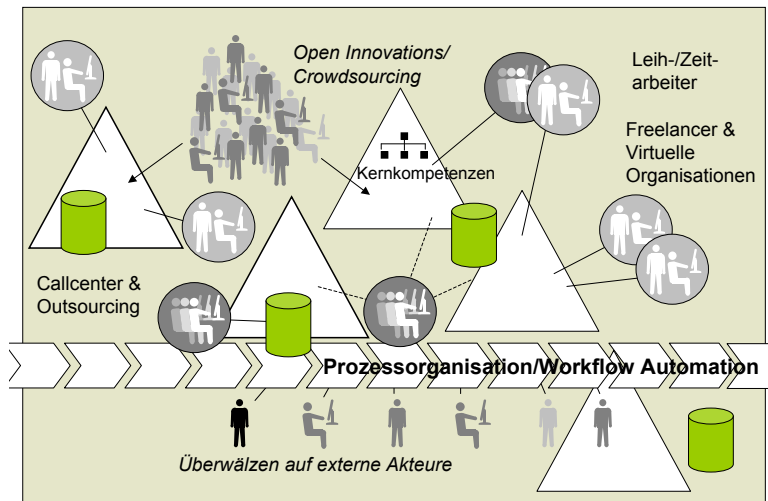 Open Innovations/
Crowdsourcing
Leih-/Zeit-
arbeiter
Freelancer &
Virtuelle
Organisationen
Kernkompetenzen
Callcenter &
Outsourcing
Prozessorganisation/Workflow Automation
Überwälzen auf externe Akteure